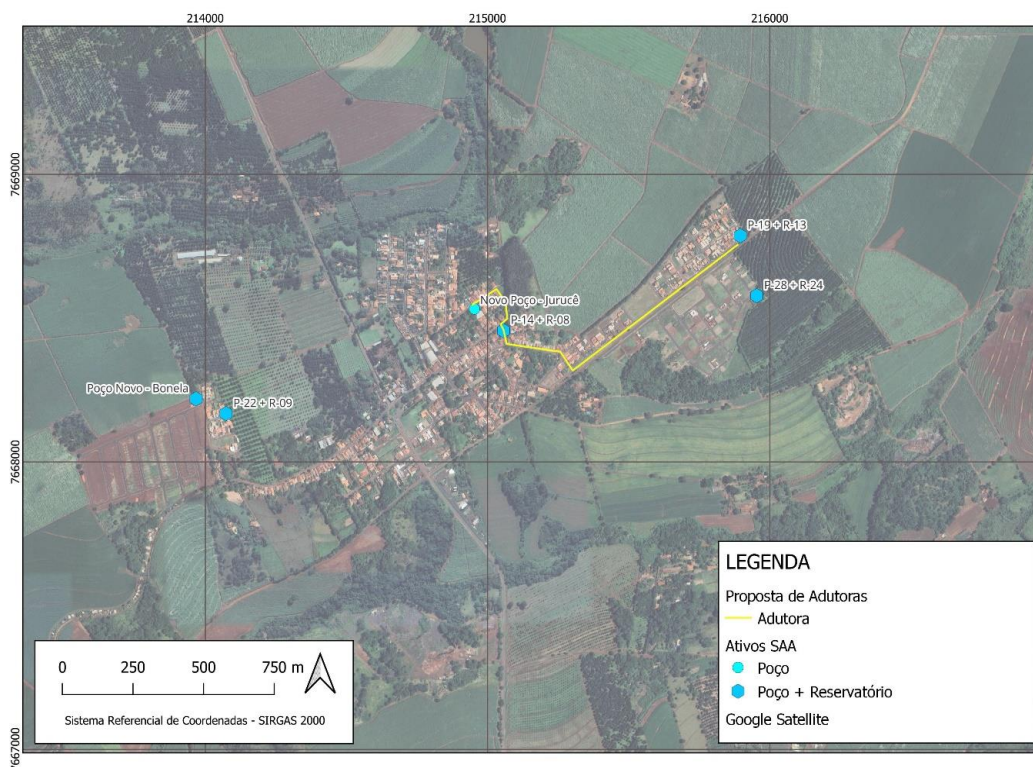 214000
215000
216000
7669000
P-19 + R-13
P-28 + R-24
Novo Poço - Jurucê
P-14 + R-08
Poço Novo - Bonela
P-22 + R-09
7668000
LEGENDA
Proposta de Adutoras
Adutora
Ativos SAA
Poço
Poço + Reservatório
Google Satellite
0 250 500 750 m
Sistema Referencial de Coordenadas - SIRGAS 2000
7667000